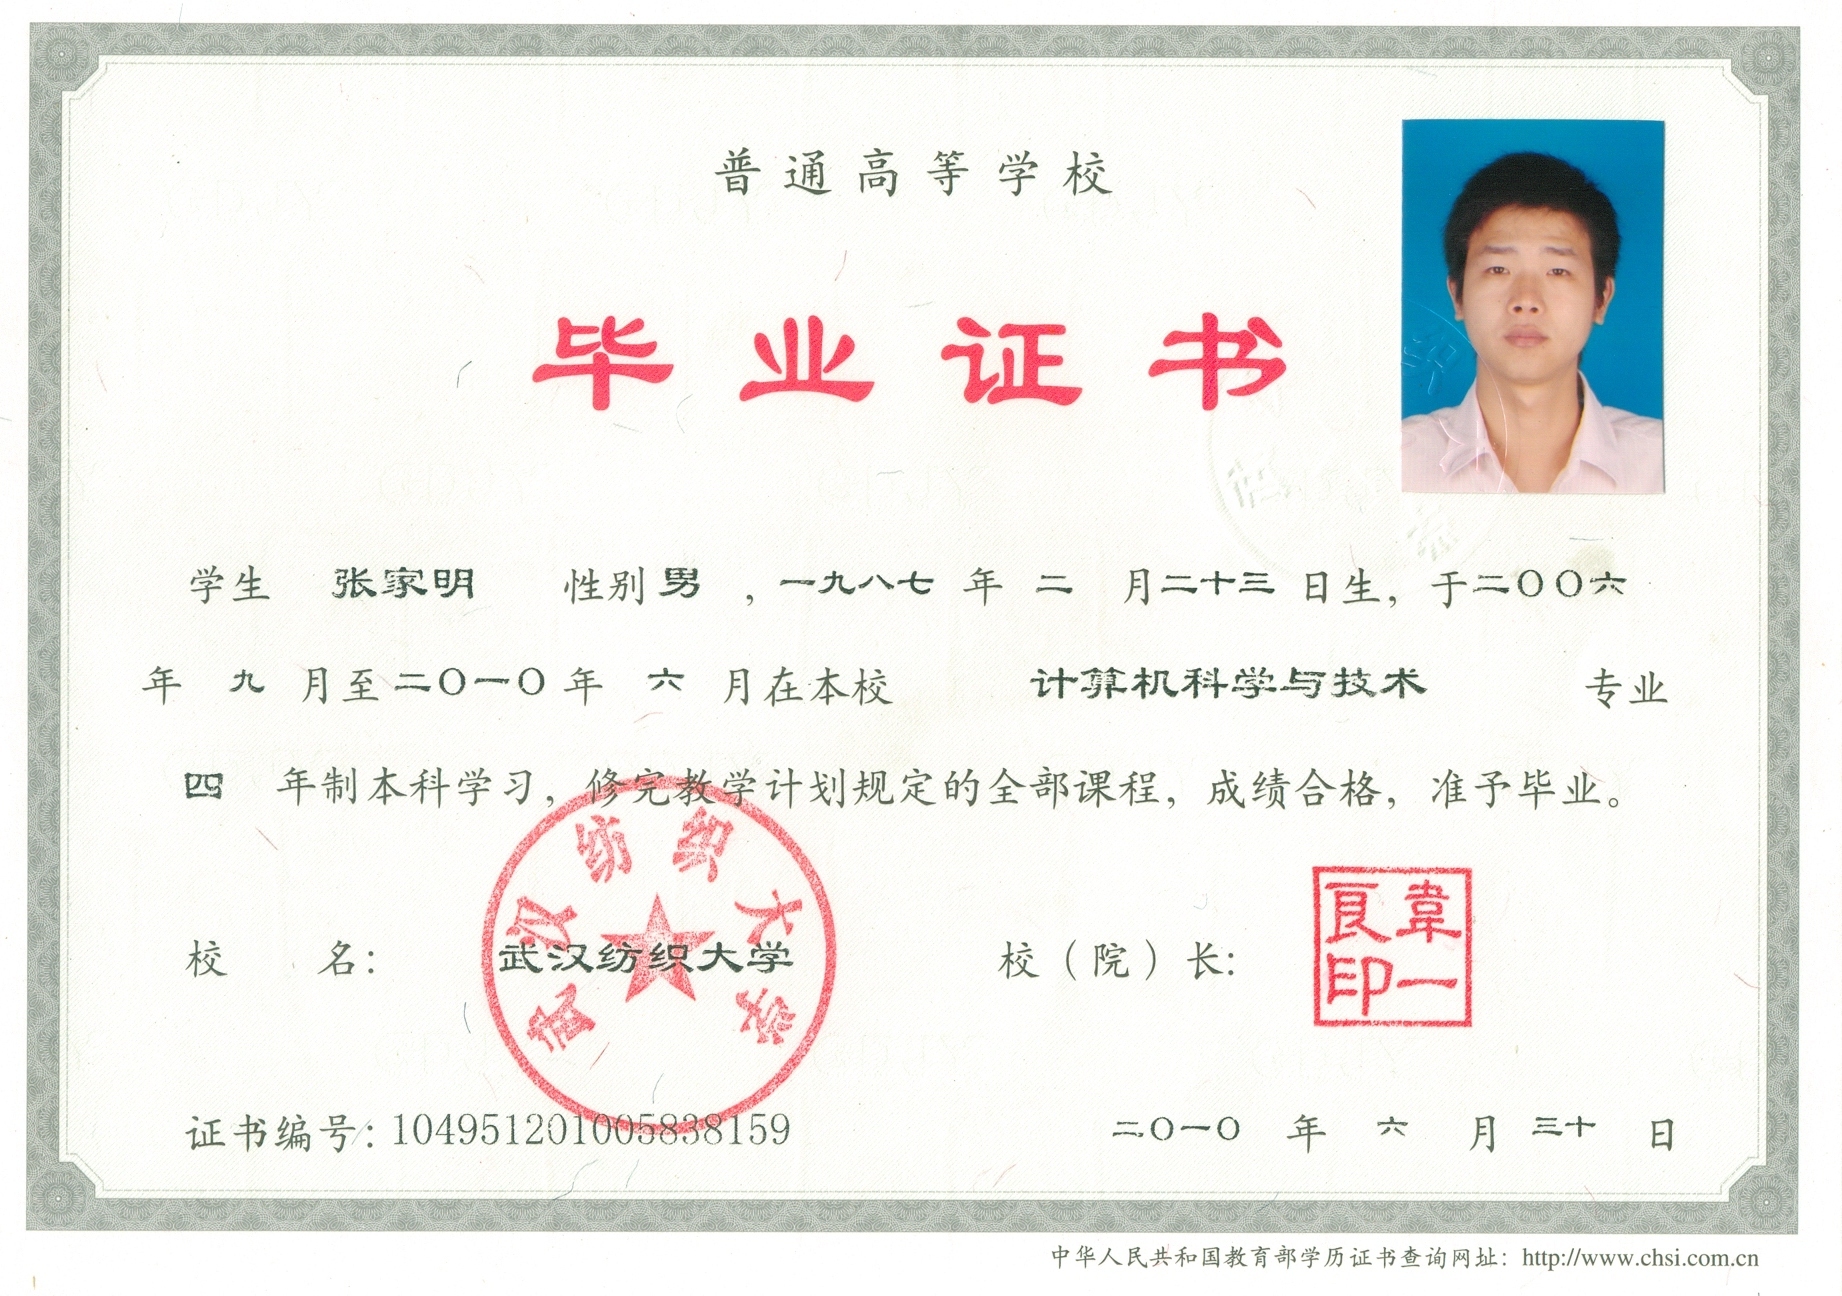 普通高等学校
毕业证书
学生 张家明 性别 男 ，一九八七 年 二 月二十三 日生，于二〇〇六
年 九 月至二〇一〇年 六 月在本校 计算机科学与技术 专业
四 年制本科学习，修完教学计划规定的全部课程，成绩合格，准予毕业。
武汉纺织大学
校 名： 武汉纺织大学 校（院）长：
韦一
良印
证书编号：104951201005838159 二〇一〇 年 六 月 三十 日
中华人民共和国教育部学历证书查询网址：http://www.chsi.com.cn